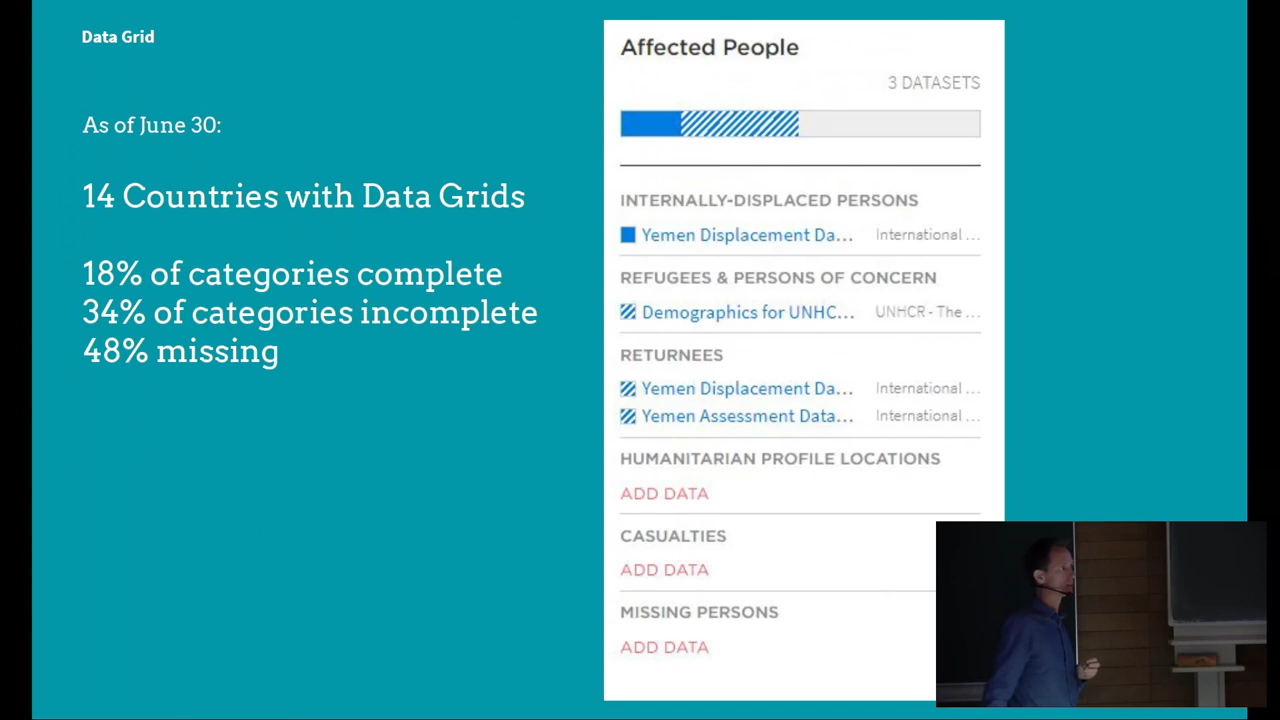 Data Grid
As of June 30:
14 Countries with Data Grids
18% of categories complete
34% of categories incomplete
48% missing
Affected People
3 DATASETS
INTERNALLY-DISPLACED PERSONS
Yemen Displacement Da... International ...
REFUGEES & PERSONS OF CONCERN
Demographics for UNHC... UNHCR - The ...
RETURNEES
Yemen Displacement Da... International ...
Yemen Assessment Data... International ...
HUMANITARIAN PROFILE LOCATIONS
ADD DATA
CASUALTIES
ADD DATA
MISSING PERSONS
ADD DATA